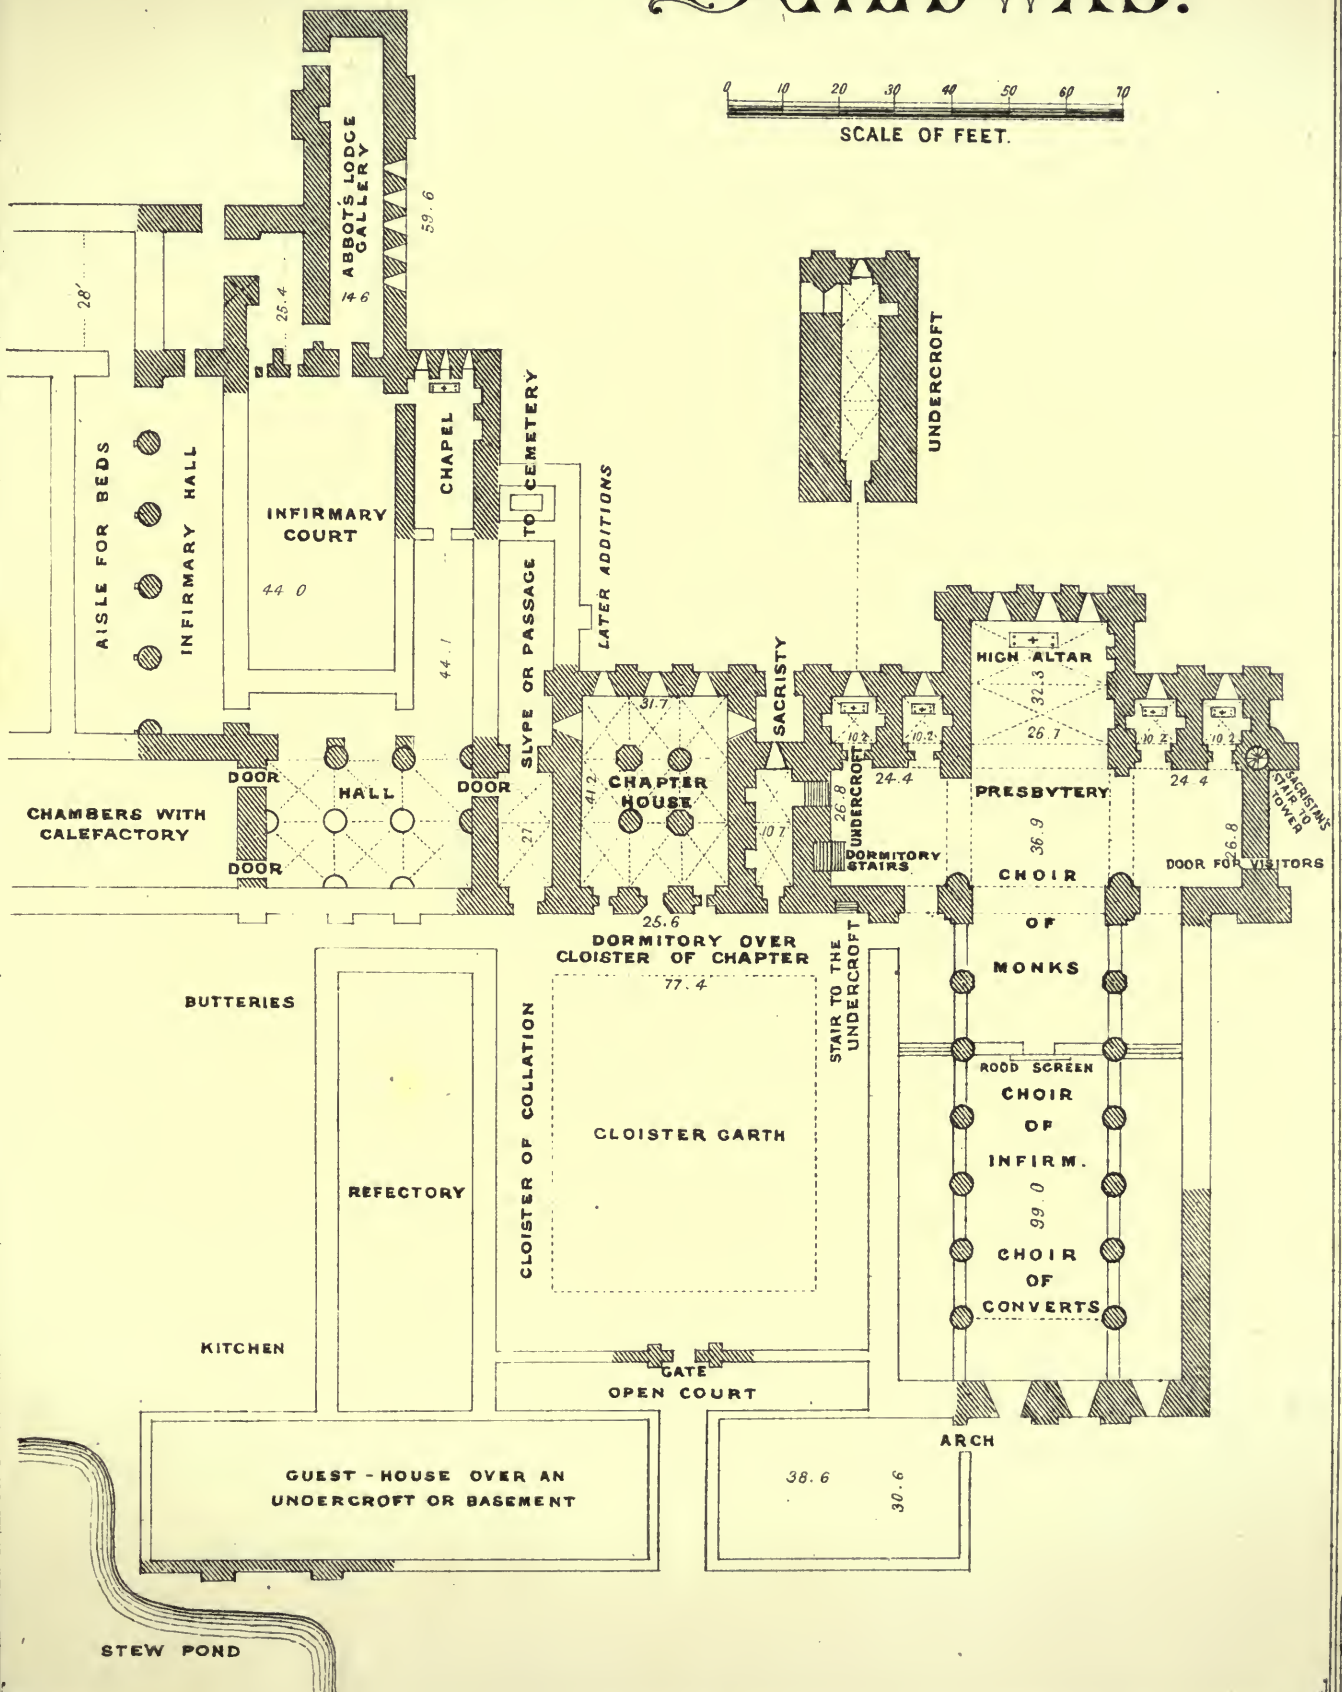 BUILDWAS.
0 10 20 30 40 50 60 70
SCALE OF FEET.
ABBOT'S LODGE
GALLERY
14 6
59.6
28'
25.4
UNDERCROFT
AISLE FOR BEDS
INFIRMARY HALL
INFIRMARY
COURT
44 0
CHAPEL
44.1
SLYPE OR PASSAGE TO CEMETERY
LATER ADDITIONS
SACRISTY
HIGH ALTAR
32.3
26.7
31.7
41.2
CHAPTER
HOUSE
10.2
10.2
10.2
10.2
24.4
24 4
DOOR
HALL
DOOR
DOOR
CHAMBERS WITH
CALEFACTORY
27
10 7
26.8
UNDERCROFT
DORMITORY
STAIRS
PRESBYTERY
36.9
SACRISTAN'S
STAIR TO
TOWER
26.8
DOOR FOR VISITORS
CHOIR
OF
MONKS
25.6
DORMITORY OVER
CLOISTER OF CHAPTER
77.4
STAIR TO THE
UNDERCROFT
BUTTERIES
CLOISTER OF COLLATION
CLOISTER GARTH
REFECTORY
ROOD SCREEN
CHOIR
OF
INFIRM.
99.0
CHOIR
OF
CONVERTS
KITCHEN
GATE
OPEN COURT
ARCH
GUEST-HOUSE OVER AN
UNDERCROFT OR BASEMENT
38.6
30.6
STEW POND